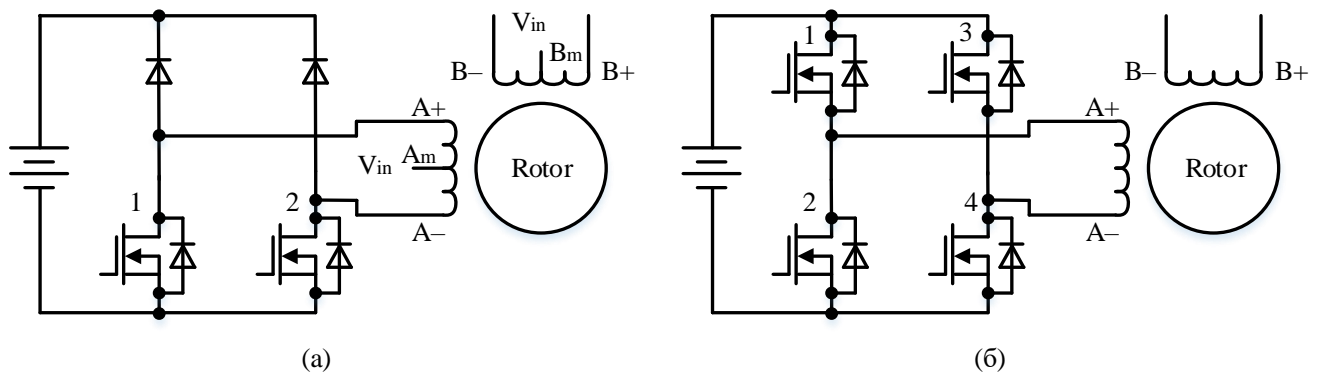 Vin
Bm
B–
B+
A+
Vin
Am
A–
Rotor
1
2
(a)
1
3
B–
B+
A+
Rotor
2
4
A–
(б)